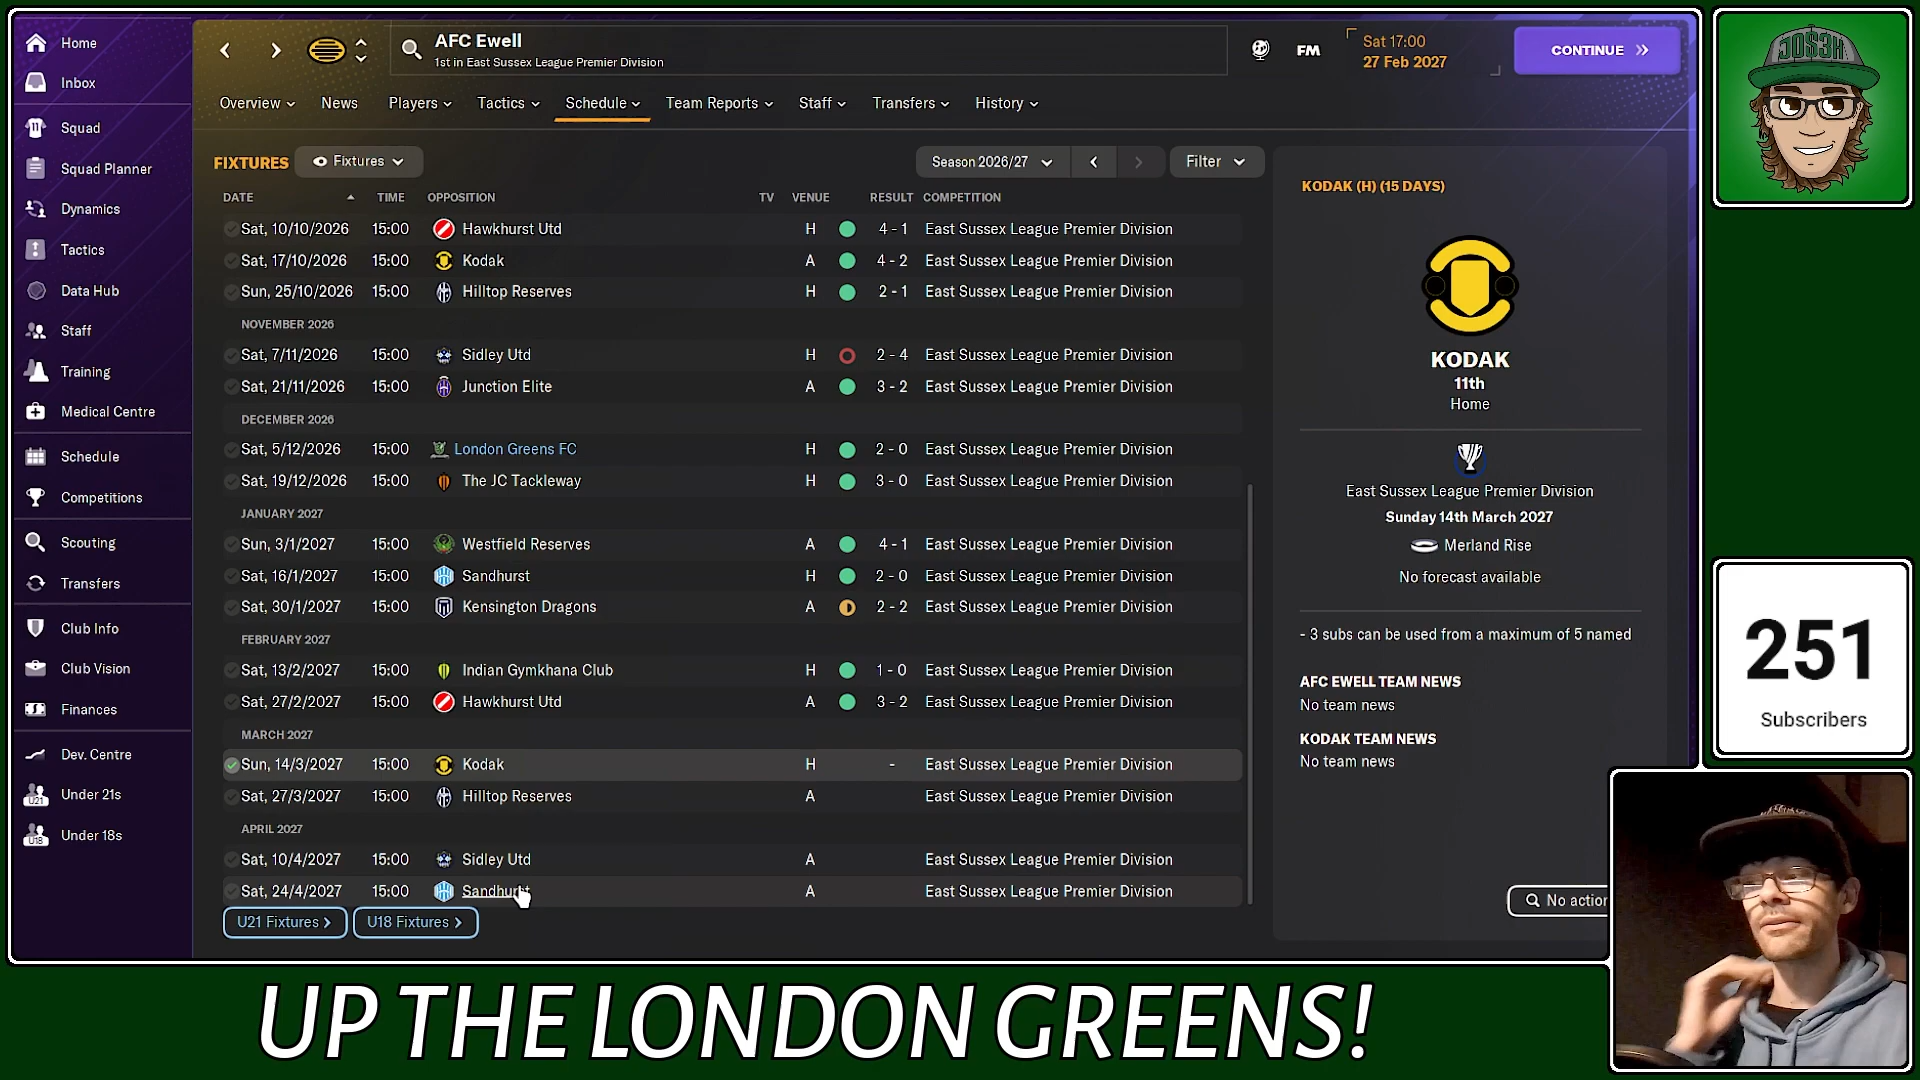 Home
Inbox
Squad
Squad Planner
Dynamics
Tactics
Data Hub
Staff
Training
Medical Centre
Schedule
Competitions
Scouting
Transfers
Club Info
Club Vision
Finances
Dev. Centre
U21 Under 21s
U18 Under 18s
AFC Ewell
1st in East Sussex League Premier Division
FM
Sat 17:00
27 Feb 2027
CONTINUE
Overview News Players Tactics Schedule Team Reports Staff Transfers History
FIXTURES Fixtures Season 2026/27 Filter
DATE TIME OPPOSITION TV VENUE RESULT COMPETITION
Sat, 10/10/2026 15:00 Hawkhurst Utd H 4 - 1 East Sussex League Premier Division
Sat, 17/10/2026 15:00 Kodak A 4 - 2 East Sussex League Premier Division
Sun, 25/10/2026 15:00 Hilltop Reserves H 2 - 1 East Sussex League Premier Division
NOVEMBER 2026
Sat, 7/11/2026 15:00 Sidley Utd H 2 - 4 East Sussex League Premier Division
Sat, 21/11/2026 15:00 Junction Elite A 3 - 2 East Sussex League Premier Division
DECEMBER 2026
Sat, 5/12/2026 15:00 London Greens FC H 2 - 0 East Sussex League Premier Division
Sat, 19/12/2026 15:00 The JC Tackleway H 3 - 0 East Sussex League Premier Division
JANUARY 2027
Sun, 3/1/2027 15:00 Westfield Reserves A 4 - 1 East Sussex League Premier Division
Sat, 16/1/2027 15:00 Sandhurst H 2 - 0 East Sussex League Premier Division
Sat, 30/1/2027 15:00 Kensington Dragons A 2 - 2 East Sussex League Premier Division
FEBRUARY 2027
Sat, 13/2/2027 15:00 Indian Gymkhana Club H 1 - 0 East Sussex League Premier Division
Sat, 27/2/2027 15:00 Hawkhurst Utd A 3 - 2 East Sussex League Premier Division
MARCH 2027
Sun, 14/3/2027 15:00 Kodak H - East Sussex League Premier Division
Sat, 27/3/2027 15:00 Hilltop Reserves A East Sussex League Premier Division
APRIL 2027
Sat, 10/4/2027 15:00 Sidley Utd A East Sussex League Premier Division
Sat, 24/4/2027 15:00 Sandhurst A East Sussex League Premier Division
U21 Fixtures > U18 Fixtures >
KODAK (H) (15 DAYS)
KODAK
11th
Home
East Sussex League Premier Division
Sunday 14th March 2027
Merland Rise
No forecast available
- 3 subs can be used from a maximum of 5 named
AFC EWELL TEAM NEWS
No team news
KODAK TEAM NEWS
No team news
No action
JOS3H
251
Subscribers
UP THE LONDON GREENS!